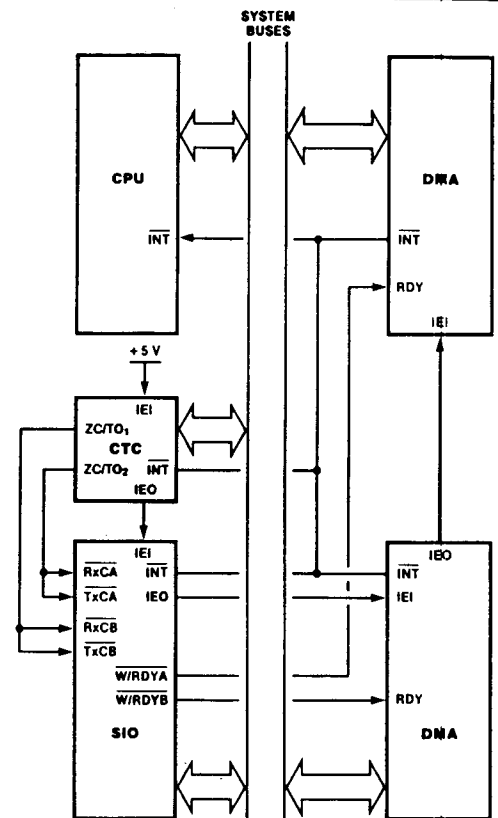 SYSTEM
BUSES
CPU
INT
DMA
INT
RDY
IEI
+5 V
IEI
ZC/TO₁
CTC
ZC/TO₂ INT
IEO
IEI
RxCA INT
TxCA IEO
RxCB
TxCB
W/RDYA
W/RDYB
SIO
IEO
INT
IEI
RDY
DMA